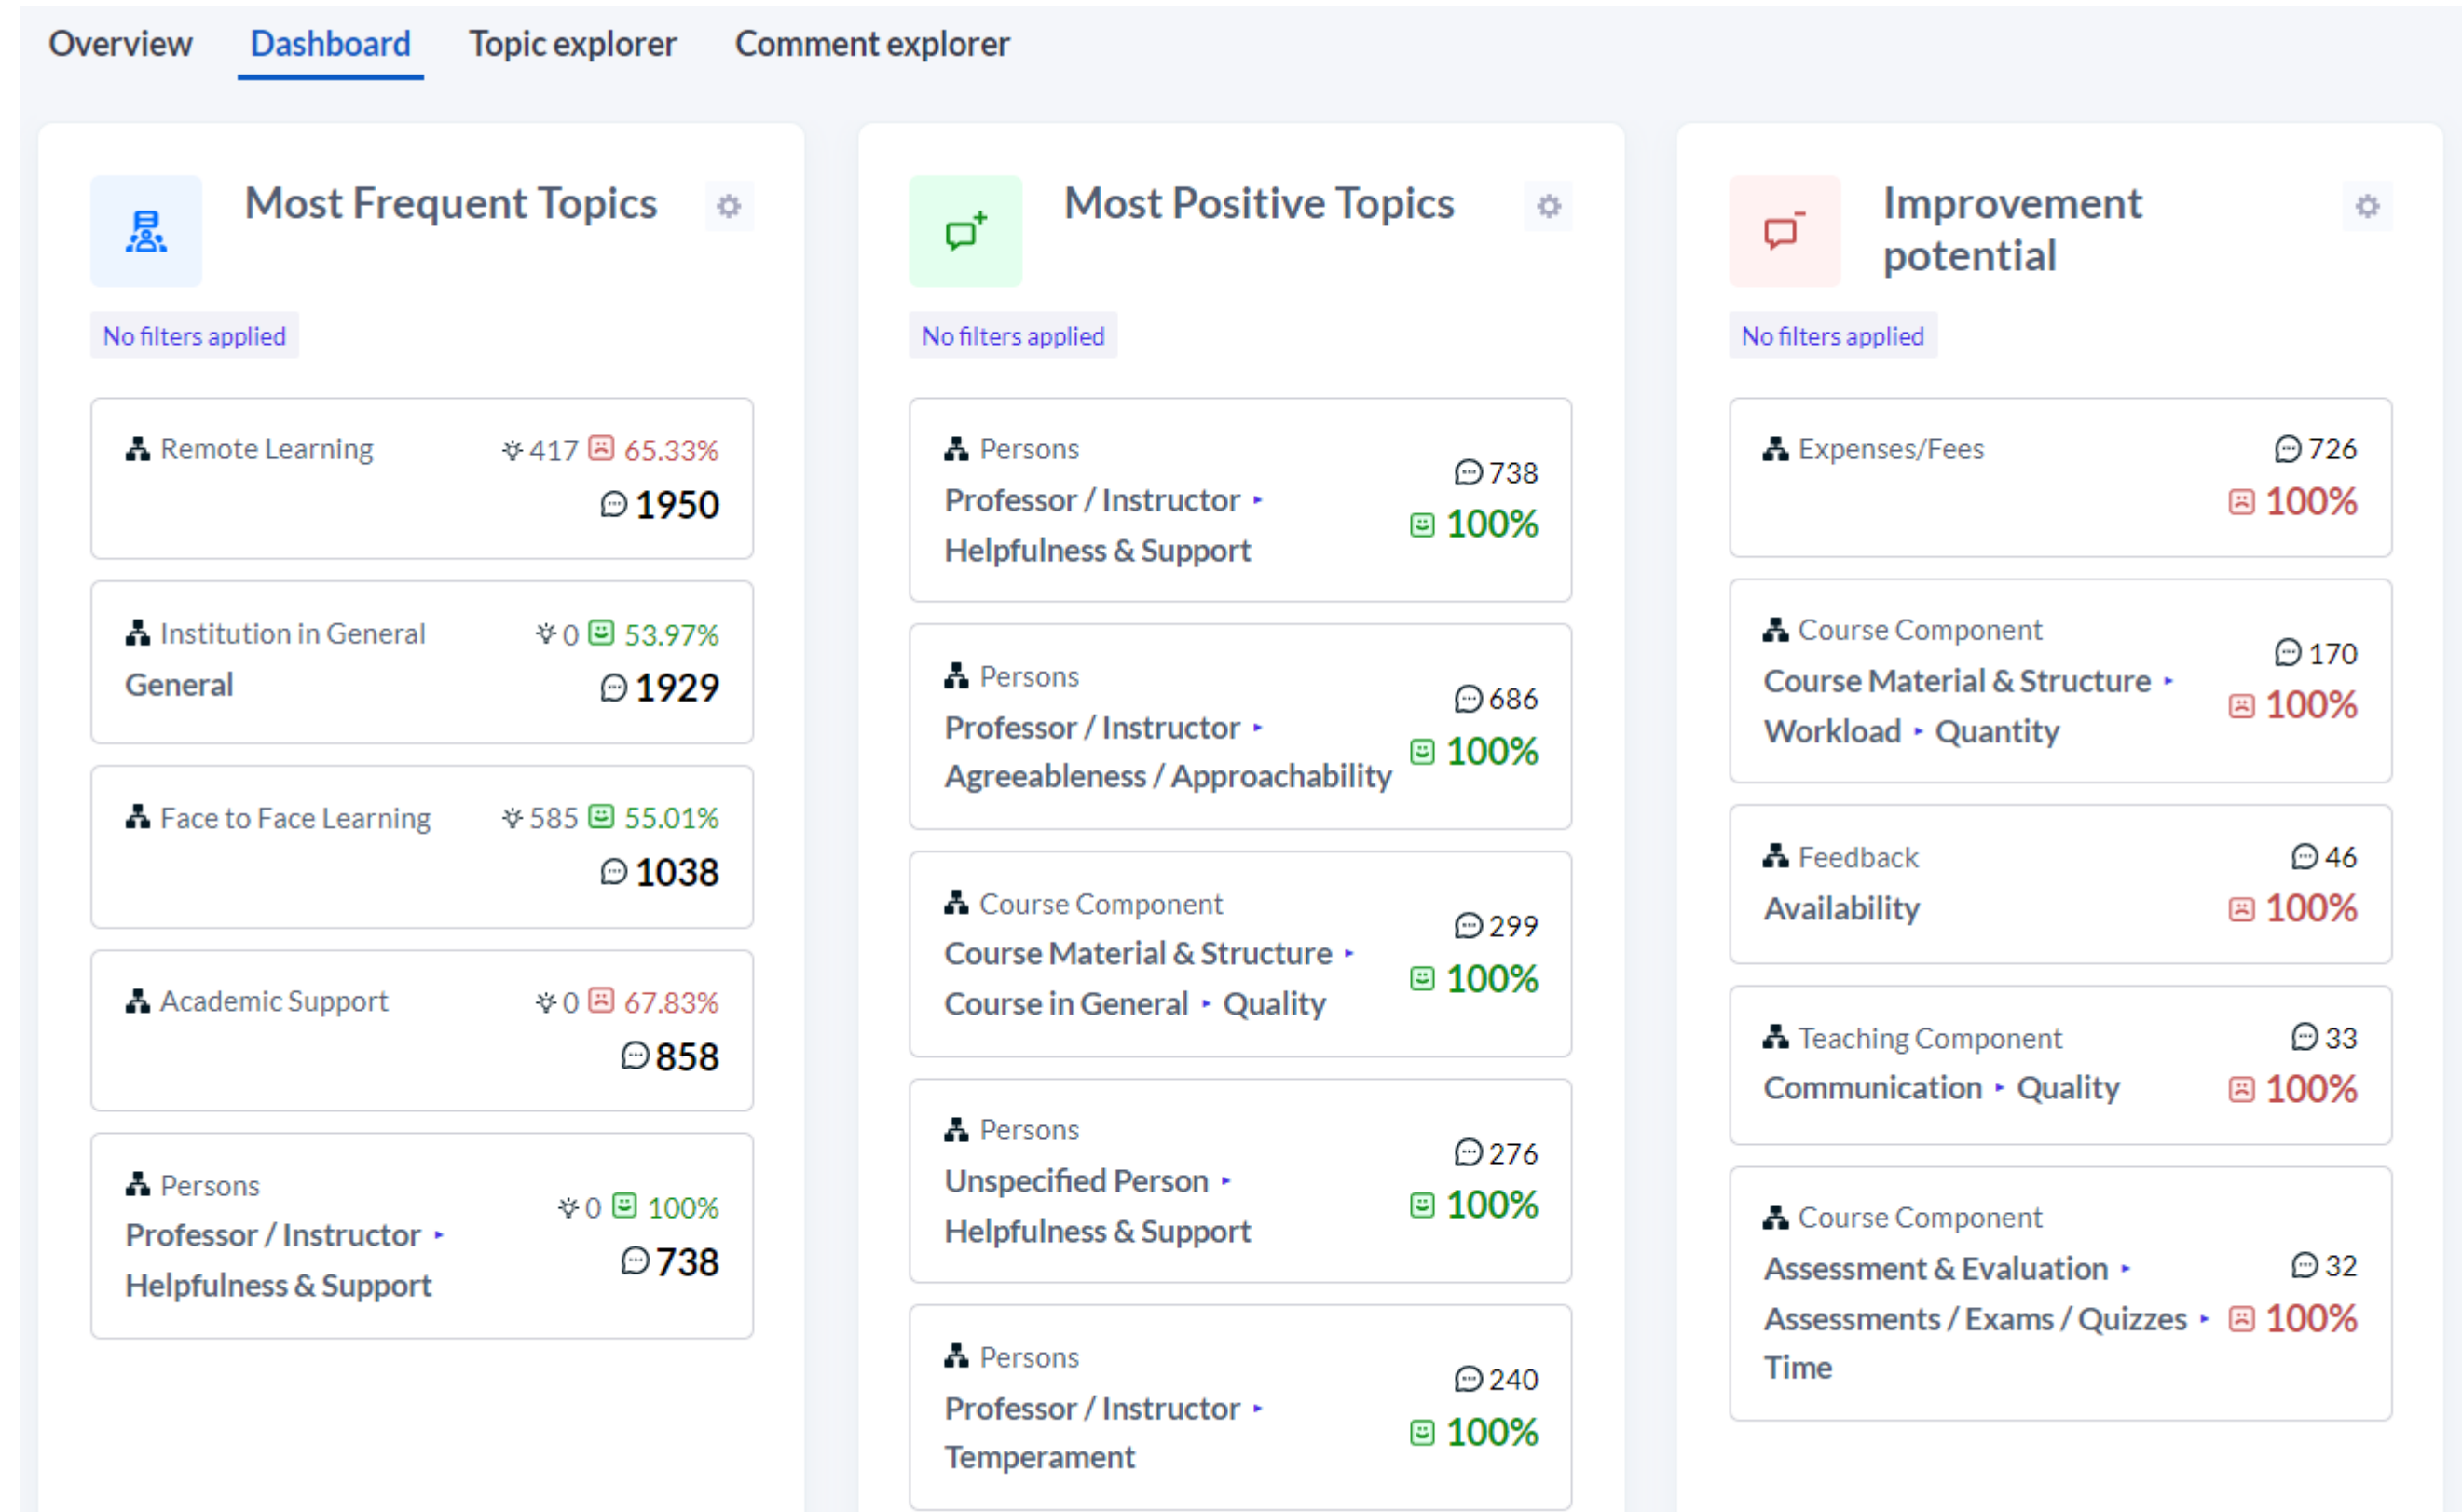 Overview Dashboard Topic explorer Comment explorer
Most Frequent Topics
No filters applied
Remote Learning 417 65.33%
1950
Institution in General 0 53.97%
General 1929
Face to Face Learning 585 55.01%
1038
Academic Support 0 67.83%
858
Persons
0 100%
Professor / Instructor ▸
738
Helpfulness & Support
Most Positive Topics
No filters applied
Persons
738
Professor / Instructor ▸
100%
Helpfulness & Support
Persons
686
Professor / Instructor ▸
100%
Agreeableness / Approachability
Course Component
299
Course Material & Structure ▸
100%
Course in General ▸ Quality
Persons
276
Unspecified Person ▸
100%
Helpfulness & Support
Persons
240
Professor / Instructor ▸
100%
Temperament
Improvement
potential
No filters applied
Expenses/Fees 726
100%
Course Component
170
Course Material & Structure ▸
100%
Workload ▸ Quantity
Feedback 46
Availability 100%
Teaching Component 33
Communication ▸ Quality 100%
Course Component
Assessment & Evaluation ▸ 32
Assessments / Exams / Quizzes ▸ 100%
Time